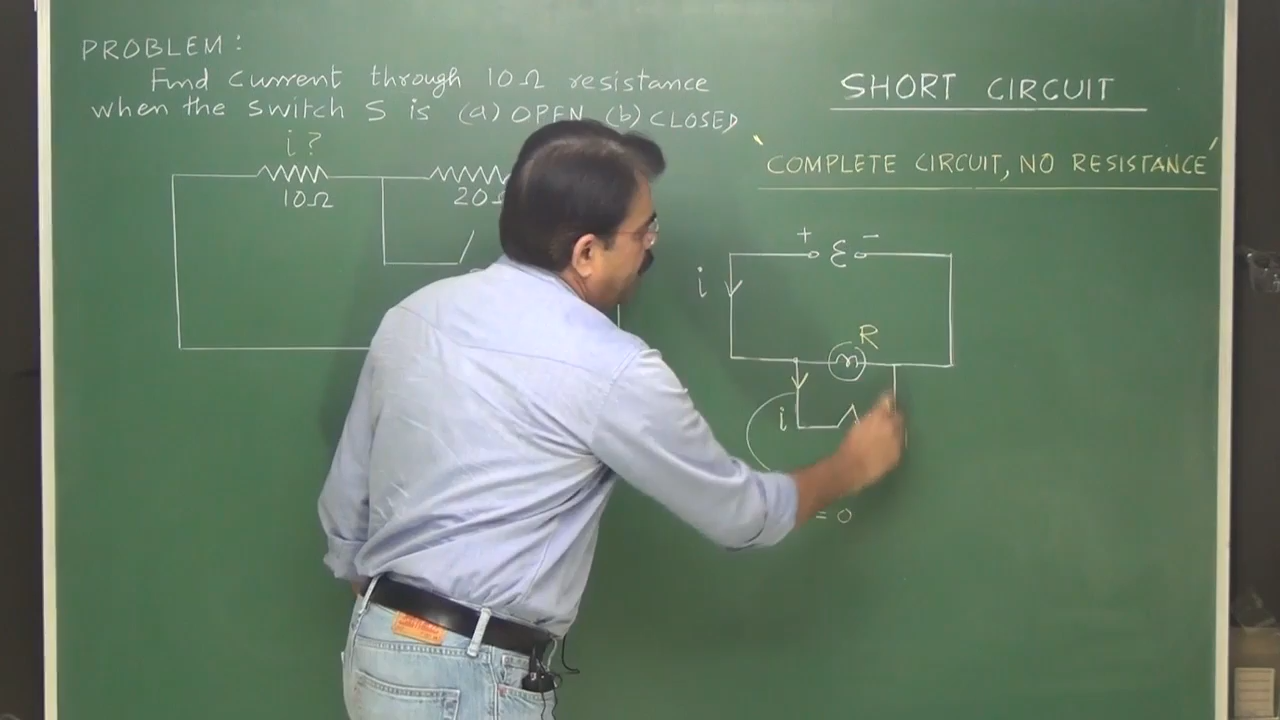 PROBLEM:
Find current through 10Ω resistance
when the switch S is (a) OPEN (b) CLOSED
i?
10Ω
20Ω
SHORT CIRCUIT
'COMPLETE CIRCUIT, NO RESISTANCE'
+ ε -
i
R
i
= 0